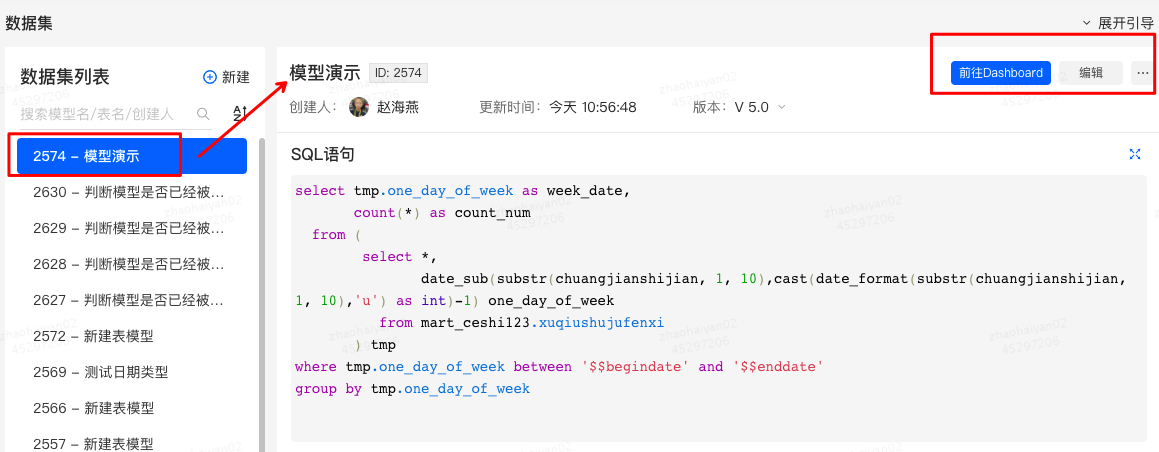 数据集
展开引导
数据集列表
新建
搜索模型名/表名/创建人
2574 – 模型演示
2630 – 判断模型是否已经被…
2629 – 判断模型是否已经被…
2628 – 判断模型是否已经被…
2627 – 判断模型是否已经被…
2572 – 新建表模型
2569 – 测试日期类型
2566 – 新建表模型
2557 – 新建表模型
模型演示 ID: 2574
前往Dashboard 编辑 ···
创建人: 赵海燕 更新时间: 今天 10:56:48 版本: V 5.0
SQL语句
select tmp.one_day_of_week as week_date,
count(*) as count_num
from (
select *,
date_sub(substr(chuangjianshijian, 1, 10),cast(date_format(substr(chuangjianshijian,
1, 10),'u') as int)-1) one_day_of_week
from mart_ceshi123.xuqiushujufenxi
) tmp
where tmp.one_day_of_week between '$$begindate' and '$$enddate'
group by tmp.one_day_of_week
zhaohaiyan02
45297206